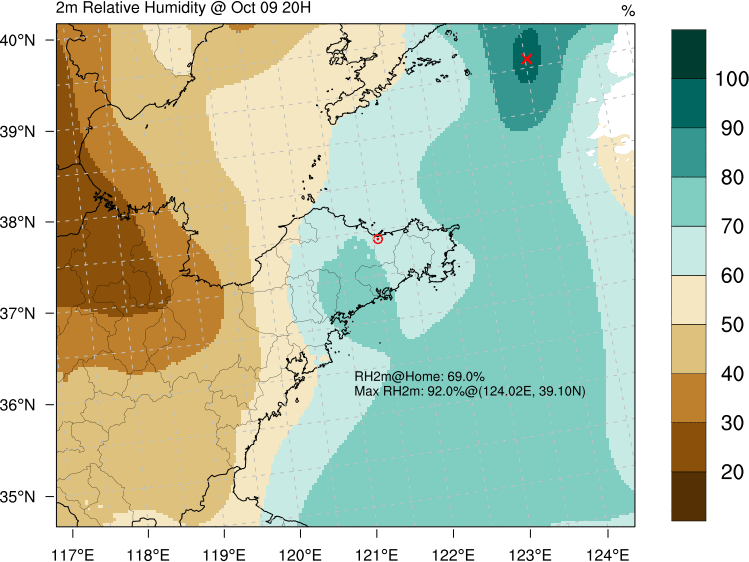 2m Relative Humidity @ Oct 09 20H
%
40°N
39°N
38°N
37°N
36°N
35°N
117°E
118°E
119°E
120°E
121°E
122°E
123°E
124°E
RH2m@Home: 69.0%
Max RH2m: 92.0%@(124.02E, 39.10N)
100
90
80
70
60
50
40
30
20